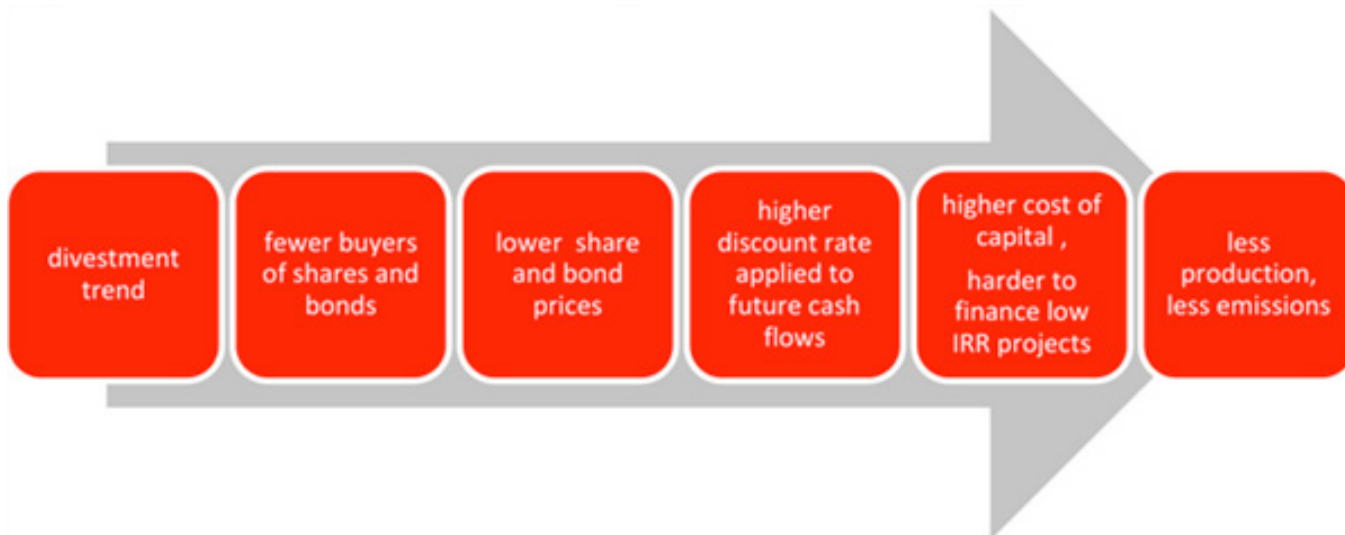 divestment
trend
fewer buyers
of shares and
bonds
lower share
and bond
prices
higher
discount rate
applied to
future cash
flows
higher cost of
capital ,
harder to
finance low
IRR projects
less
production,
less emissions